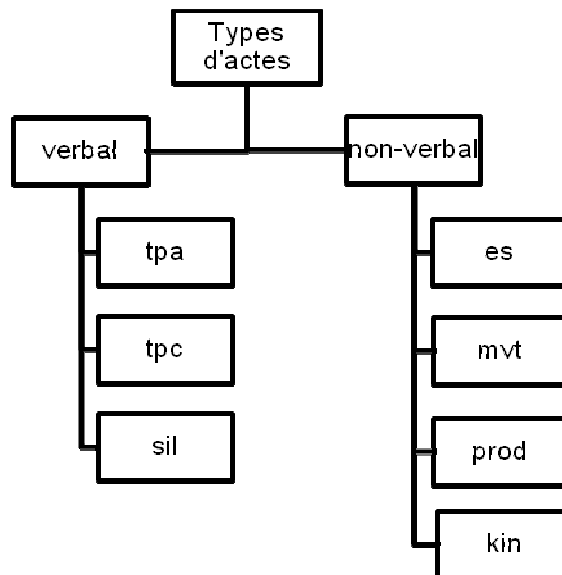 Types
d'actes
verbal
non-verbal
tpa
es
tpc
mvt
sil
prod
kin